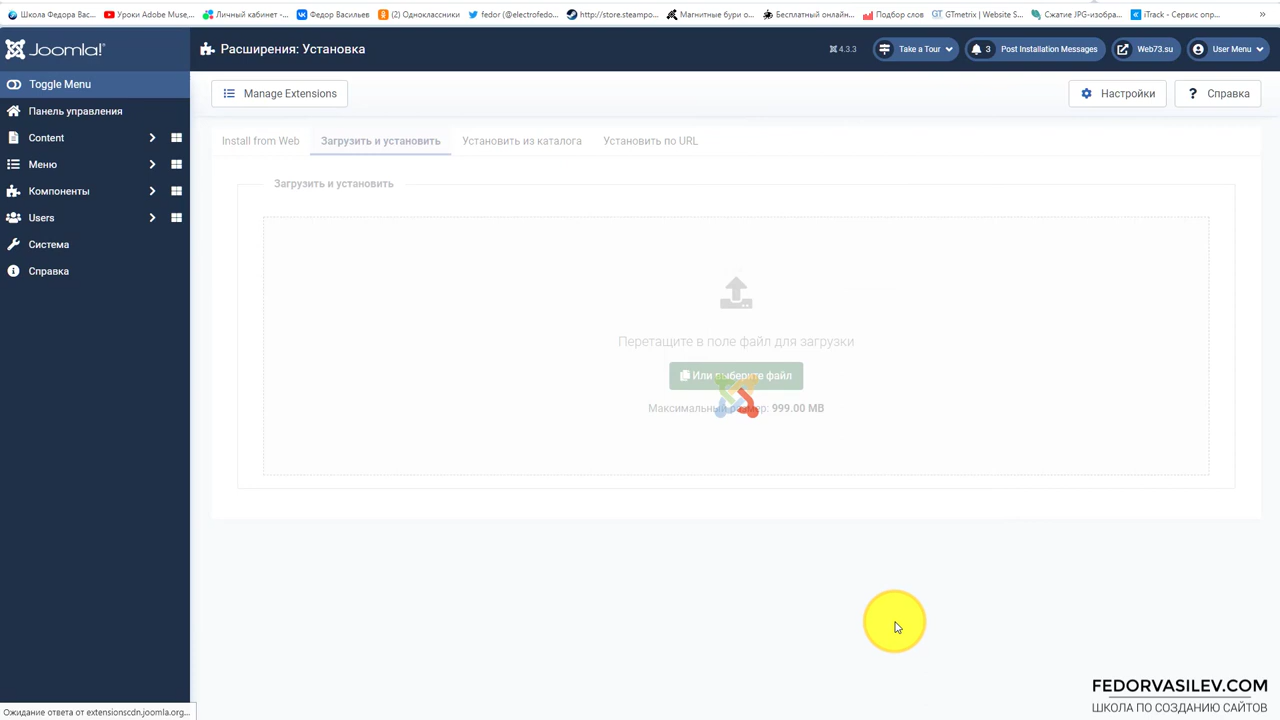 Школа Федора Вас...
Уроки Adobe Muse,...
Личный кабинет -...
Федор Васильев
(2) Одноклассники
fedor (@electrofedo...
http://store.steampo...
Магнитные бури о...
Бесплатный онлайн...
Подбор слов
GTmetrix | Website S...
Сжатие JPG-изобра...
iTrack - Сервис опр...
»
Joomla!
Расширения: Установка
4.3.3
Take a Tour
3 Post Installation Messages
Web73.su
User Menu
Toggle Menu
Панель управления
Content
Меню
Компоненты
Users
Система
Справка
Manage Extensions
Настройки
? Справка
Install from Web
Загрузить и установить
Установить из каталога
Установить по URL
Загрузить и установить
Перетащите в поле файл для загрузки
Или выберите файл
Максимальный размер: 999.00 MB
Ожидание ответа от extensionscdn.joomla.org...
FEDORVASILEV.COM
ШКОЛА ПО СОЗДАНИЮ САЙТОВ